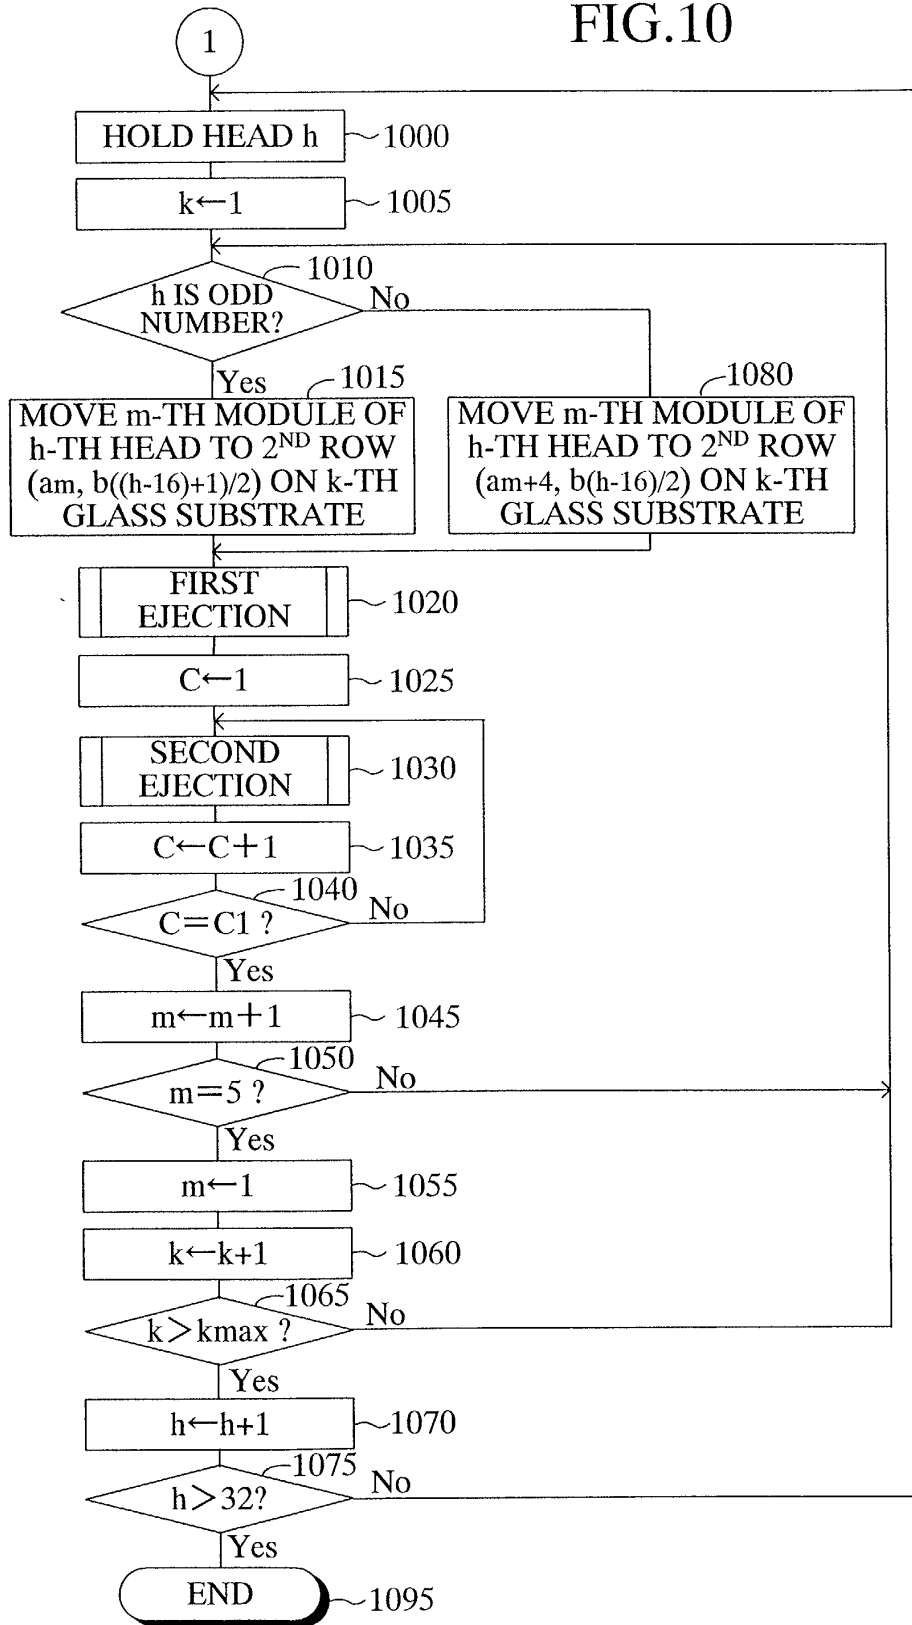 FIG.10
1
HOLD HEAD h
1000
k←1
1005
1010
h IS ODD
NUMBER?
No
Yes
1015
MOVE m-TH MODULE OF
h-TH HEAD TO 2ND ROW
(am, b((h-16)+1)/2) ON k-TH
GLASS SUBSTRATE
1080
MOVE m-TH MODULE OF
h-TH HEAD TO 2ND ROW
(am+4, b(h-16)/2) ON k-TH
GLASS SUBSTRATE
FIRST
EJECTION
1020
C←1
1025
SECOND
EJECTION
1030
C←C+1
1035
1040
C=C1 ?
No
Yes
m←m+1
1045
1050
m=5 ?
No
Yes
m←1
1055
k←k+1
1060
1065
k>kmax ?
No
Yes
h←h+1
1070
1075
h>32?
No
Yes
END
1095